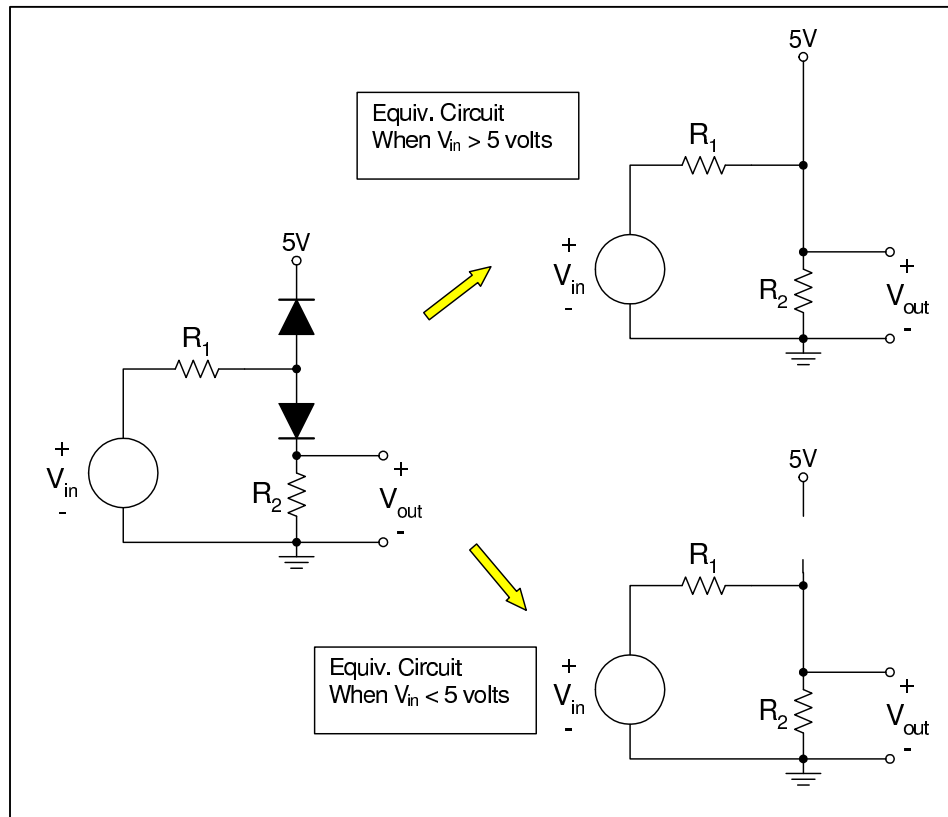 5V
Equiv. Circuit
When Vin > 5 volts
R1
+
Vin
-
R2
+
Vout
-
5V
R1
+
Vin
-
R2
+
Vout
-
5V
R1
+
Vin
-
R2
+
Vout
-
Equiv. Circuit
When Vin < 5 volts